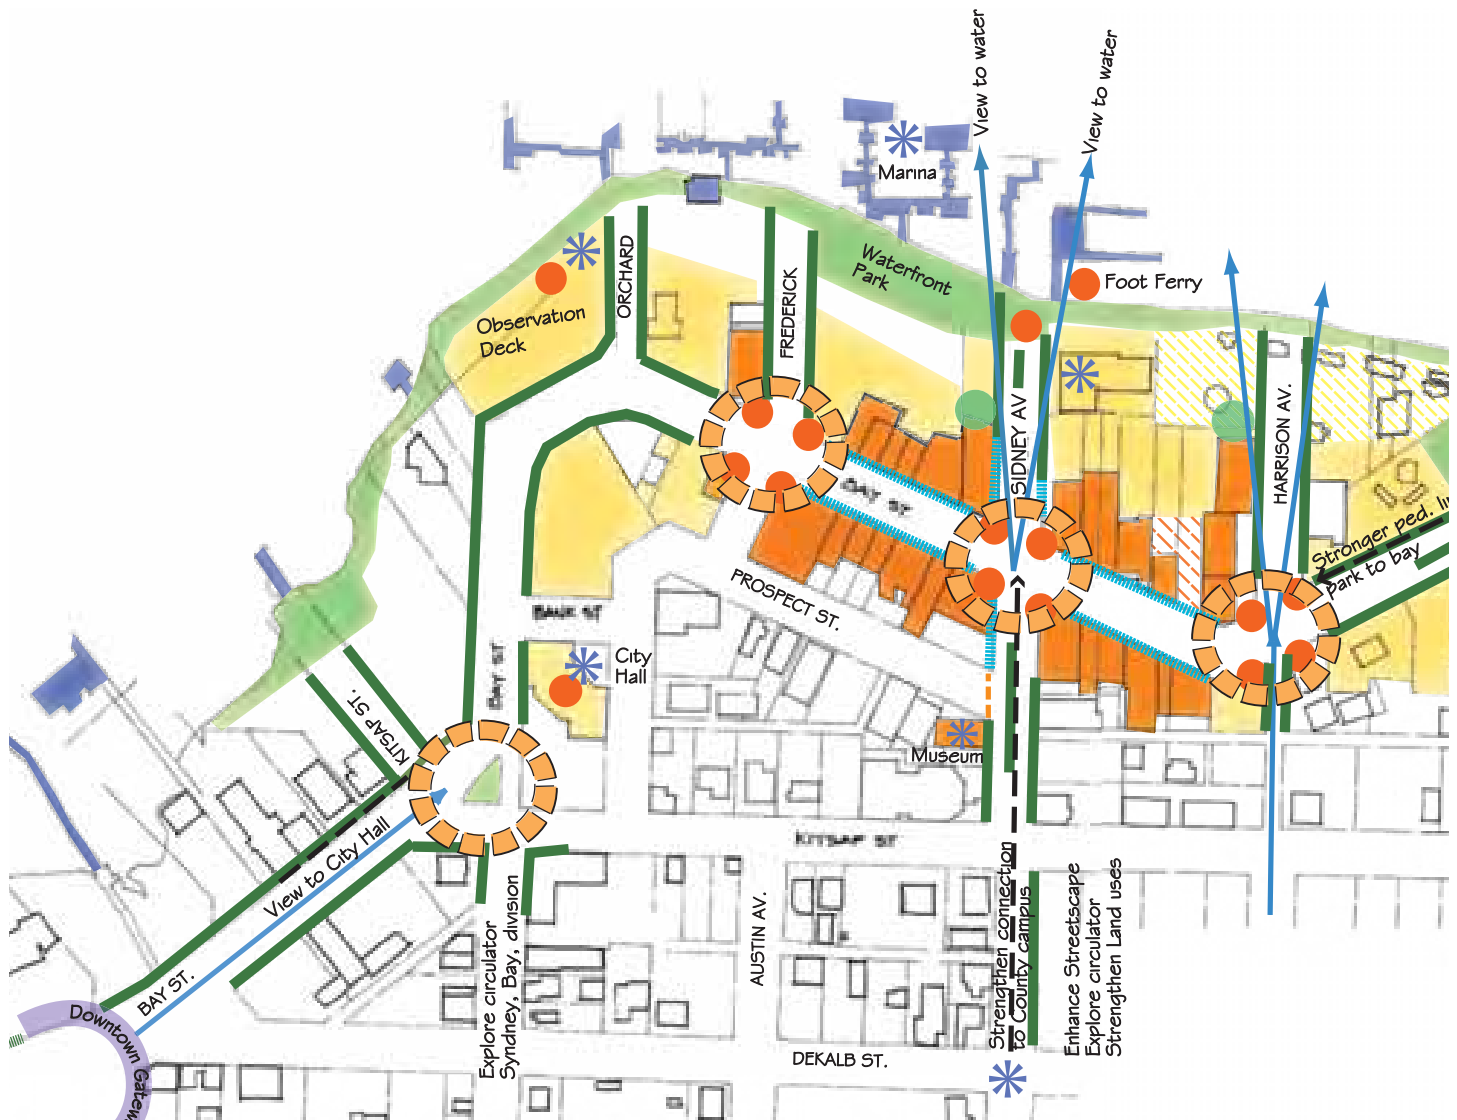 View to water
View to water
Marina
Waterfront
Park
Foot Ferry
ORCHARD
FREDERICK
Observation
Deck
SIDNEY AV
HARRISON AV.
BAY ST
Stronger ped.
Park to bay
PROSPECT ST.
BANK ST
BAY ST
City
Hall
KITSAP ST.
Museum
KITSAP ST
View to City Hall
BAY ST.
Downtown
Explore circulator
Syndney, Bay, division
AUSTIN AV.
Strengthen connection
to County campus
Enhance Streetscape
Explore circulator
Strengthen Land uses
DEKALB ST.